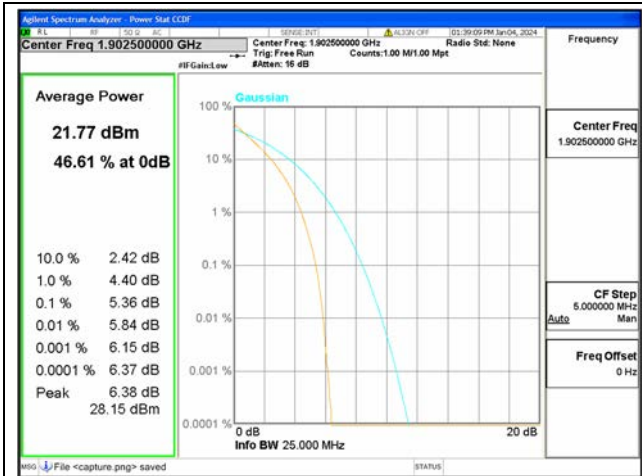 Agilent Spectrum Analyzer - Power Stat CCDF
RL RF 50 Ω AC SENSE:INT ALIGN OFF 01:39:09 PM Jan 04, 2024
Center Freq 1.902500000 GHz
Center Freq: 1.902500000 GHz
Radio Std: None
Trig: Free Run
Counts:1.00 M/1.00 Mpt
#IFGain:Low
#Atten: 16 dB
Frequency
Average Power
21.77 dBm
46.61 % at 0dB
10.0 % 2.42 dB
1.0 % 4.40 dB
0.1 % 5.36 dB
0.01 % 5.84 dB
0.001 % 6.15 dB
0.0001 % 6.37 dB
Peak 6.38 dB
28.15 dBm
Gaussian
100 %
10 %
1 %
0.1 %
0.01 %
0.001 %
0.0001 %
0 dB
20 dB
Info BW 25.000 MHz
Center Freq
1.902500000 GHz
CF Step
5.000000 MHz
Auto Man
Freq Offset
0 Hz
MSG File <capture.png> saved
STATUS